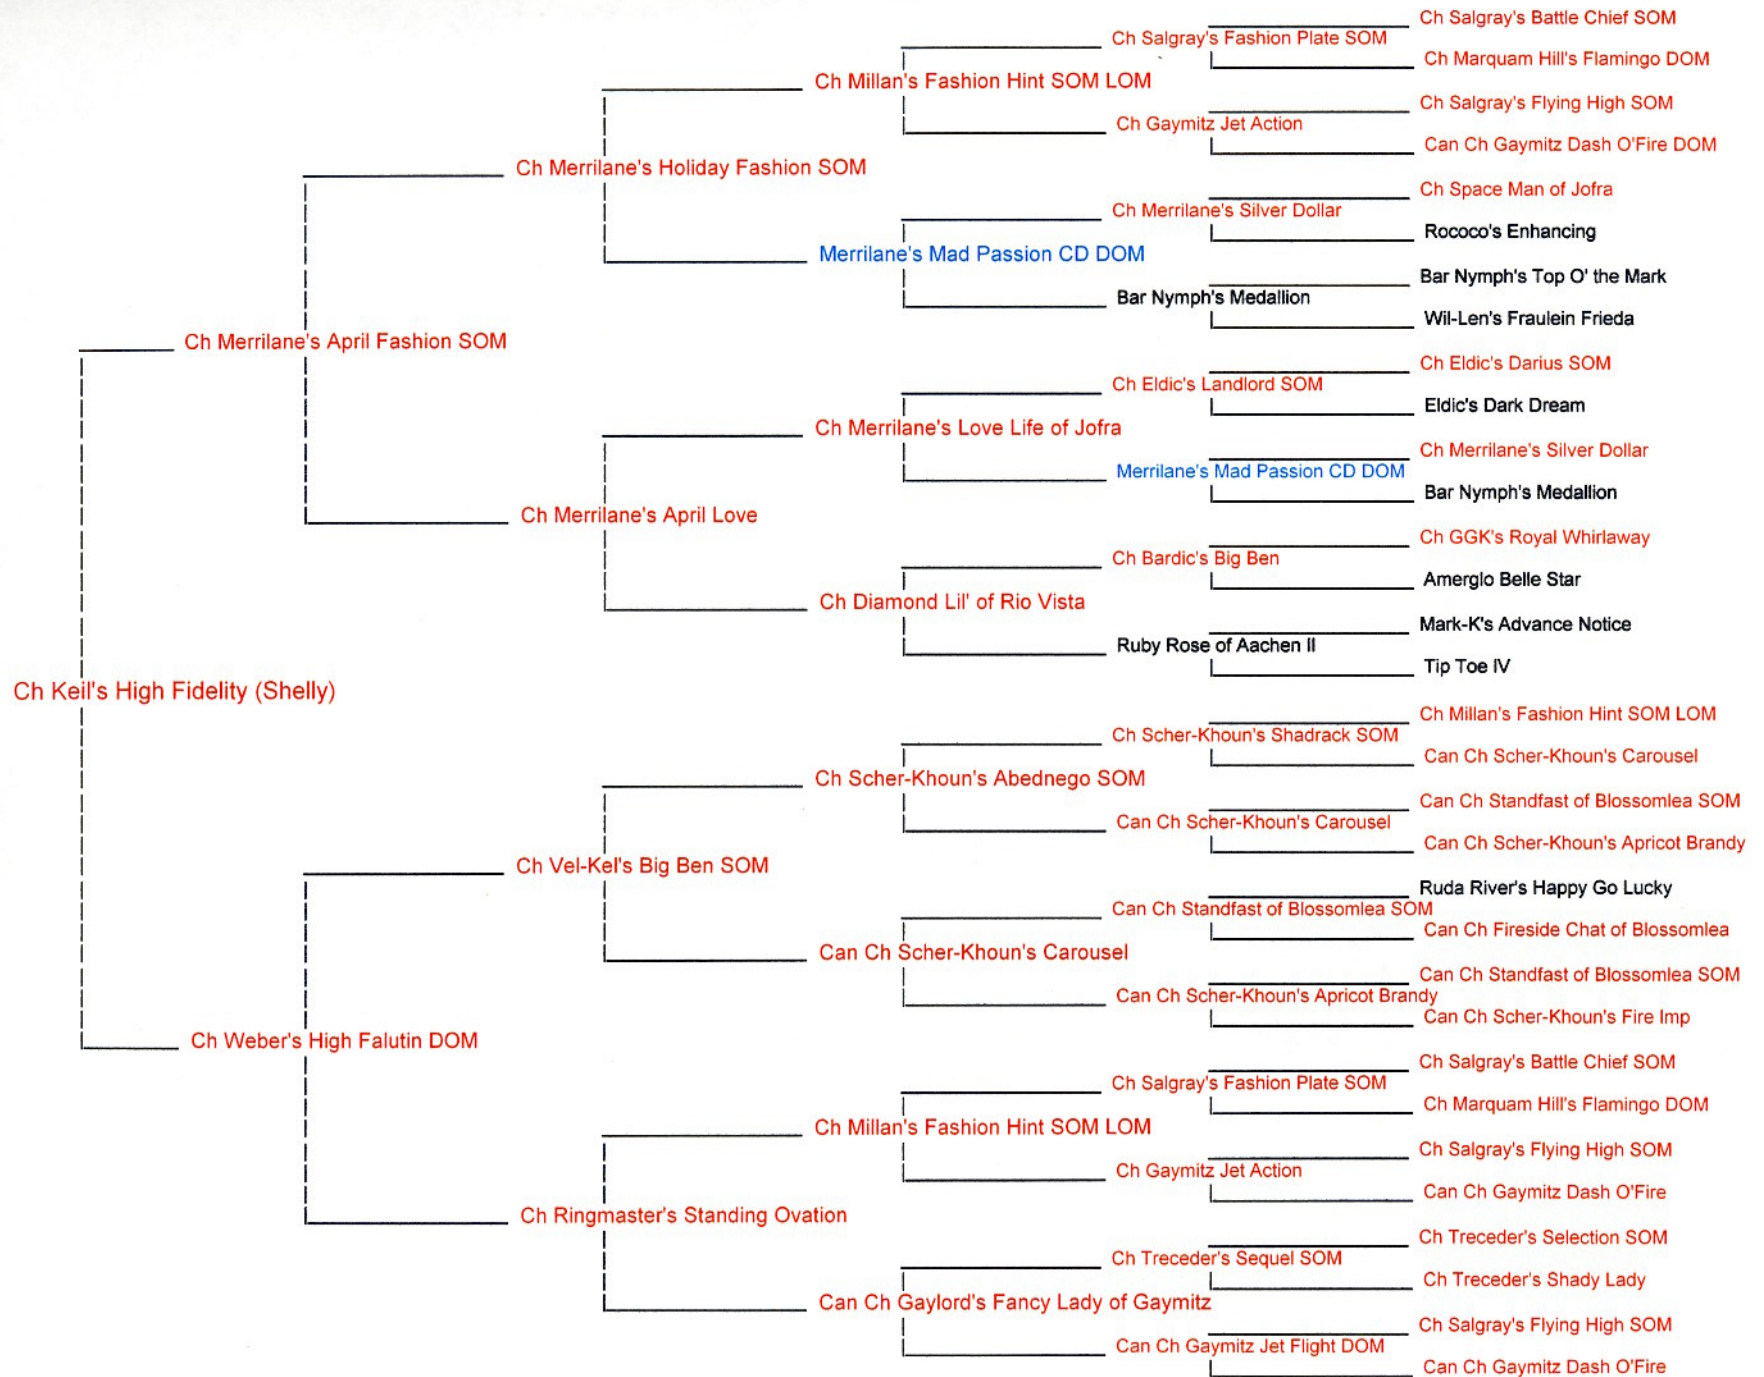 Ch Salgray's Battle Chief SOM
Ch Salgray's Fashion Plate SOM
Ch Marquam Hill's Flamingo DOM
Ch Millan's Fashion Hint SOM LOM
Ch Salgray's Flying High SOM
Ch Gaymitz Jet Action
Can Ch Gaymitz Dash O'Fire DOM
Ch Merrilane's Holiday Fashion SOM
Ch Space Man of Jofra
Ch Merrilane's Silver Dollar
Rococo's Enhancing
Merrilane's Mad Passion CD DOM
Bar Nymph's Top O' the Mark
Bar Nymph's Medallion
Wil-Len's Fraulein Frieda
Ch Merrilane's April Fashion SOM
Ch Eldic's Darius SOM
Ch Eldic's Landlord SOM
Eldic's Dark Dream
Ch Merrilane's Love Life of Jofra
Ch Merrilane's Silver Dollar
Merrilane's Mad Passion CD DOM
Bar Nymph's Medallion
Ch Merrilane's April Love
Ch GGK's Royal Whirlaway
Ch Bardic's Big Ben
Amerglo Belle Star
Ch Diamond Lil' of Rio Vista
Mark-K's Advance Notice
Ruby Rose of Aachen II
Tip Toe IV
Ch Keil's High Fidelity (Shelly)
Ch Millan's Fashion Hint SOM LOM
Ch Scher-Khoun's Shadrack SOM
Can Ch Scher-Khoun's Carousel
Ch Scher-Khoun's Abednego SOM
Can Ch Standfast of Blossomlea SOM
Can Ch Scher-Khoun's Carousel
Can Ch Scher-Khoun's Apricot Brandy
Ch Vel-Kel's Big Ben SOM
Ruda River's Happy Go Lucky
Can Ch Standfast of Blossomlea SOM
Can Ch Fireside Chat of Blossomlea
Can Ch Scher-Khoun's Carousel
Can Ch Standfast of Blossomlea SOM
Can Ch Scher-Khoun's Apricot Brandy
Can Ch Scher-Khoun's Fire Imp
Ch Weber's High Falutin DOM
Ch Salgray's Battle Chief SOM
Ch Salgray's Fashion Plate SOM
Ch Marquam Hill's Flamingo DOM
Ch Millan's Fashion Hint SOM LOM
Ch Salgray's Flying High SOM
Ch Gaymitz Jet Action
Can Ch Gaymitz Dash O'Fire
Ch Ringmaster's Standing Ovation
Ch Treceder's Selection SOM
Ch Treceder's Sequel SOM
Ch Treceder's Shady Lady
Can Ch Gaylord's Fancy Lady of Gaymitz
Ch Salgray's Flying High SOM
Can Ch Gaymitz Jet Flight DOM
Can Ch Gaymitz Dash O'Fire